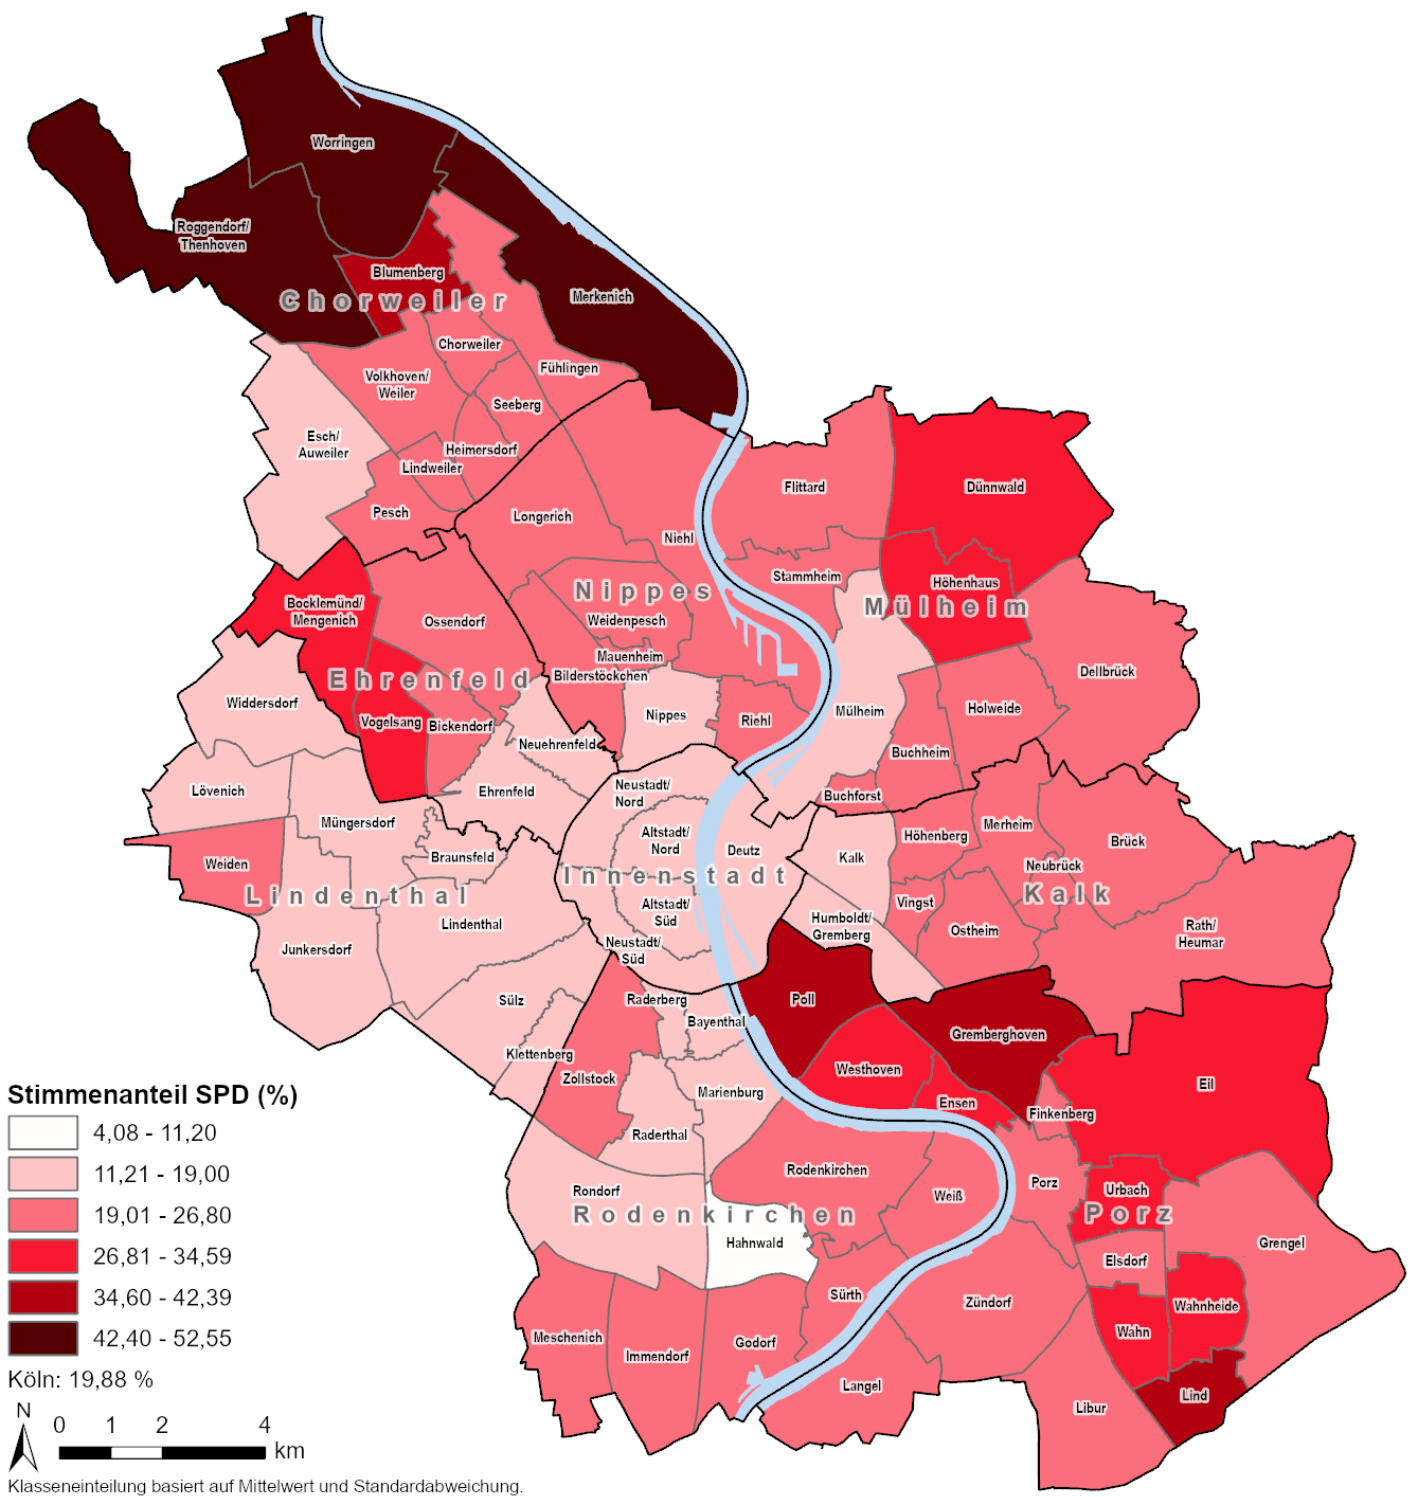 Worringen
Roggendorf/
Thenhoven
Blumenberg
Merkenich
Chorweiler
Chorweiler
Fühlingen
Volkhoven/
Weiler
Seeberg
Esch/
Auweiler
Heimersdorf
Lindweiler
Pesch
Longerich
Niehl
Flittard
Dünnwald
Stammheim
Höhenhaus
Mülheim
Nippes
Bocklemünd/
Mengenich
Ossendorf
Weidenpesch
Mauenheim
Bilderstöckchen
Dellbrück
Ehrenfeld
Widdersdorf
Vogelsang
Bickendorf
Nippes
Riehl
Mülheim
Holweide
Neuehrenfeld
Buchheim
Lövenich
Ehrenfeld
Neustadt/
Nord
Buchforst
Müngersdorf
Altstadt/
Nord
Deutz
Höhenberg
Merheim
Brück
Weiden
Braunsfeld
Kalk
Neubrück
Innenstadt
Kalk
Lindenthal
Lindenthal
Altstadt/
Süd
Humboldt/
Gremberg
Vingst
Ostheim
Rath/
Heumar
Junkersdorf
Neustadt/
Süd
Sülz
Raderberg
Poll
Bayenthal
Gremberghoven
Klettenberg
Zollstock
Westhoven
Eil
Marienburg
Ensen
Finkenberg
Raderthal
Rodenkirchen
Porz
Urbach
Weiß
Rondorf
Rodenkirchen
Porz
Hahnwald
Grengel
Elsdorf
Sürth
Zündorf
Wahnheide
Wahn
Meschenich
Immendorf
Godorf
Langel
Lind
Libur
Stimmenanteil SPD (%)
4,08 - 11,20
11,21 - 19,00
19,01 - 26,80
26,81 - 34,59
34,60 - 42,39
42,40 - 52,55
Köln: 19,88 %
N
0 1 2 4
km
Klasseneinteilung basiert auf Mittelwert und Standardabweichung.